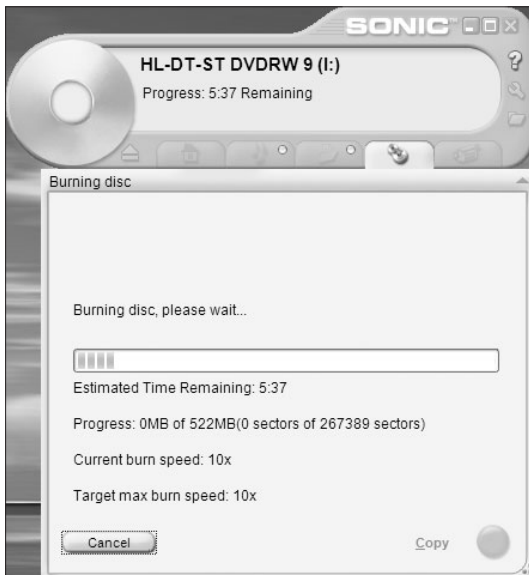 SONIC™
HL-DT-ST DVDRW 9 (I:)
Progress: 5:37 Remaining
?
Burning disc
Burning disc, please wait...
Estimated Time Remaining: 5:37
Progress: 0MB of 522MB(0 sectors of 267389 sectors)
Current burn speed: 10x
Target max burn speed: 10x
Cancel
Copy